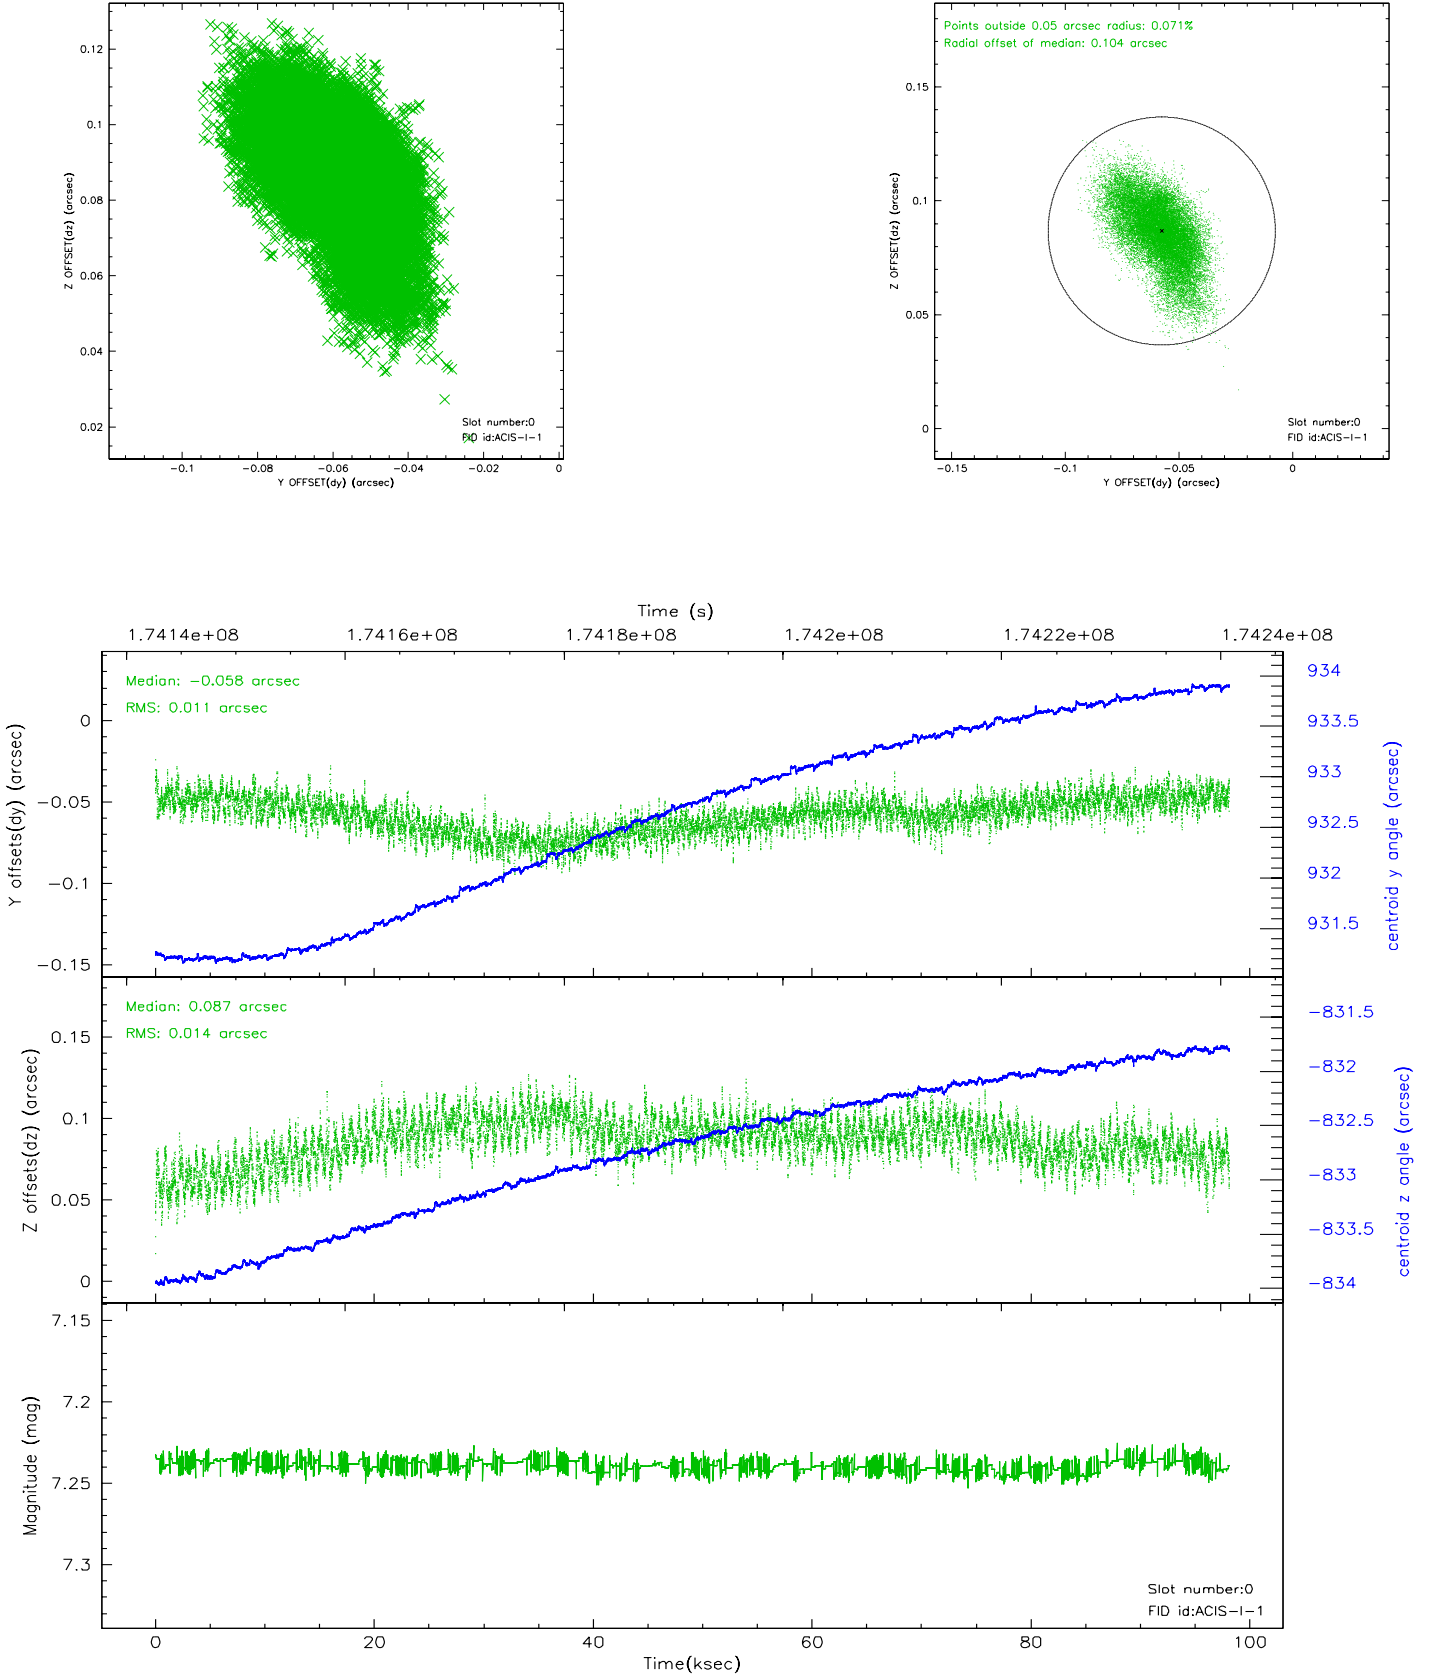 0.12
0.1
0.08
0.06
0.04
0.02
Z OFFSET(dz) (arcsec)
-0.1
-0.08
-0.06
-0.04
-0.02
0
Y OFFSET(dy) (arcsec)
Slot number:0
FID id:ACIS-I-1
Points outside 0.05 arcsec radius: 0.071%
Radial offset of median: 0.104 arcsec
0.15
0.1
0.05
0
Z OFFSET(dz) (arcsec)
-0.15
-0.1
-0.05
0
Y OFFSET(dy) (arcsec)
Slot number:0
FID id:ACIS-I-1
Time (s)
1.7414e+08
1.7416e+08
1.7418e+08
1.742e+08
1.7422e+08
1.7424e+08
Median: -0.058 arcsec
RMS: 0.011 arcsec
0
-0.05
-0.1
-0.15
Y offsets(dy) (arcsec)
934
933.5
933
932.5
932
931.5
centroid y angle (arcsec)
Median: 0.087 arcsec
RMS: 0.014 arcsec
0.15
0.1
0.05
0
Z offsets(dz) (arcsec)
-831.5
-832
-832.5
-833
-833.5
-834
centroid z angle (arcsec)
7.15
7.2
7.25
7.3
Magnitude (mag)
Slot number:0
FID id:ACIS-I-1
0
20
40
60
80
100
Time(ksec)